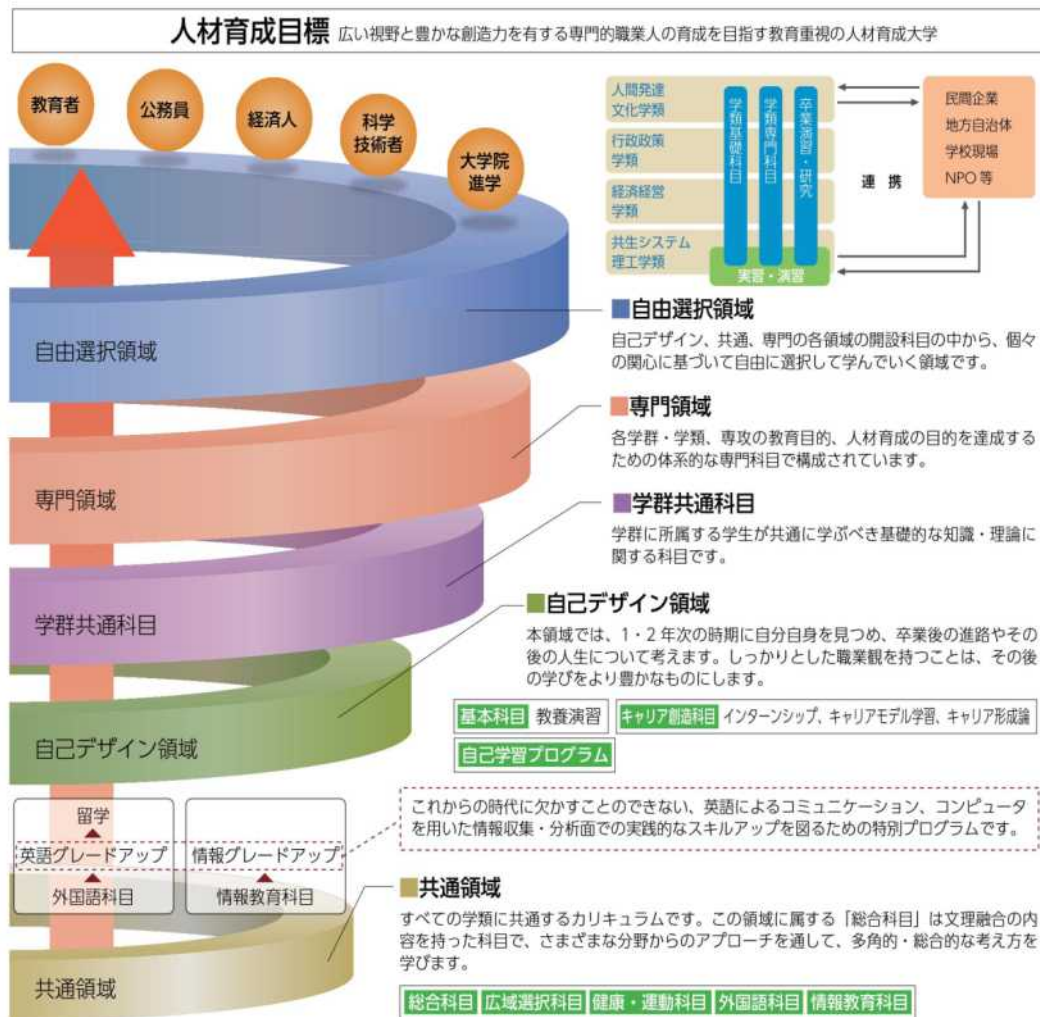 人材育成目標 広い視野と豊かな創造力を有する専門的職業人の育成を目指す教育重視の人材育成大学
教育者
公務員
経済人
科学
技術者
大学院
進学
人間発達
文化学類
行政政策
学類
経済経営
学類
共生システム
理工学類
学類基礎科目
学類専門科目
卒業演習・研究
実習・演習
連携
民間企業
地方自治体
学校現場
NPO 等
自由選択領域
専門領域
学群共通科目
自己デザイン領域
■自由選択領域
自己デザイン、共通、専門の各領域の開設科目の中から、個々
の関心に基づいて自由に選択して学んでいく領域です。
■専門領域
各学群・学類、専攻の教育目的、人材育成の目的を達成する
ための体系的な専門科目で構成されています。
■学群共通科目
学群に所属する学生が共通に学ぶべき基礎的な知識・理論に
関する科目です。
■自己デザイン領域
本領域では、1・2 年次の時期に自分自身を見つめ、卒業後の進路やその
後の人生について考えます。しっかりとした職業観を持つことは、その後
の学びをより豊かなものにします。
基本科目 教養演習
キャリア創造科目 インターンシップ、キャリアモデル学習、キャリア形成論
自己学習プログラム
留学
英語グレードアップ
外国語科目
情報グレードアップ
情報教育科目
これからの時代に欠かすことのできない、英語によるコミュニケーション、コンピュータ
を用いた情報収集・分析面での実践的なスキルアップを図るための特別プログラムです。
共通領域
■共通領域
すべての学類に共通するカリキュラムです。この領域に属する「総合科目」は文理融合の内
容を持った科目で、さまざまな分野からのアプローチを通して、多角的・総合的な考え方を
学びます。
総合科目 広域選択科目 健康・運動科目 外国語科目 情報教育科目